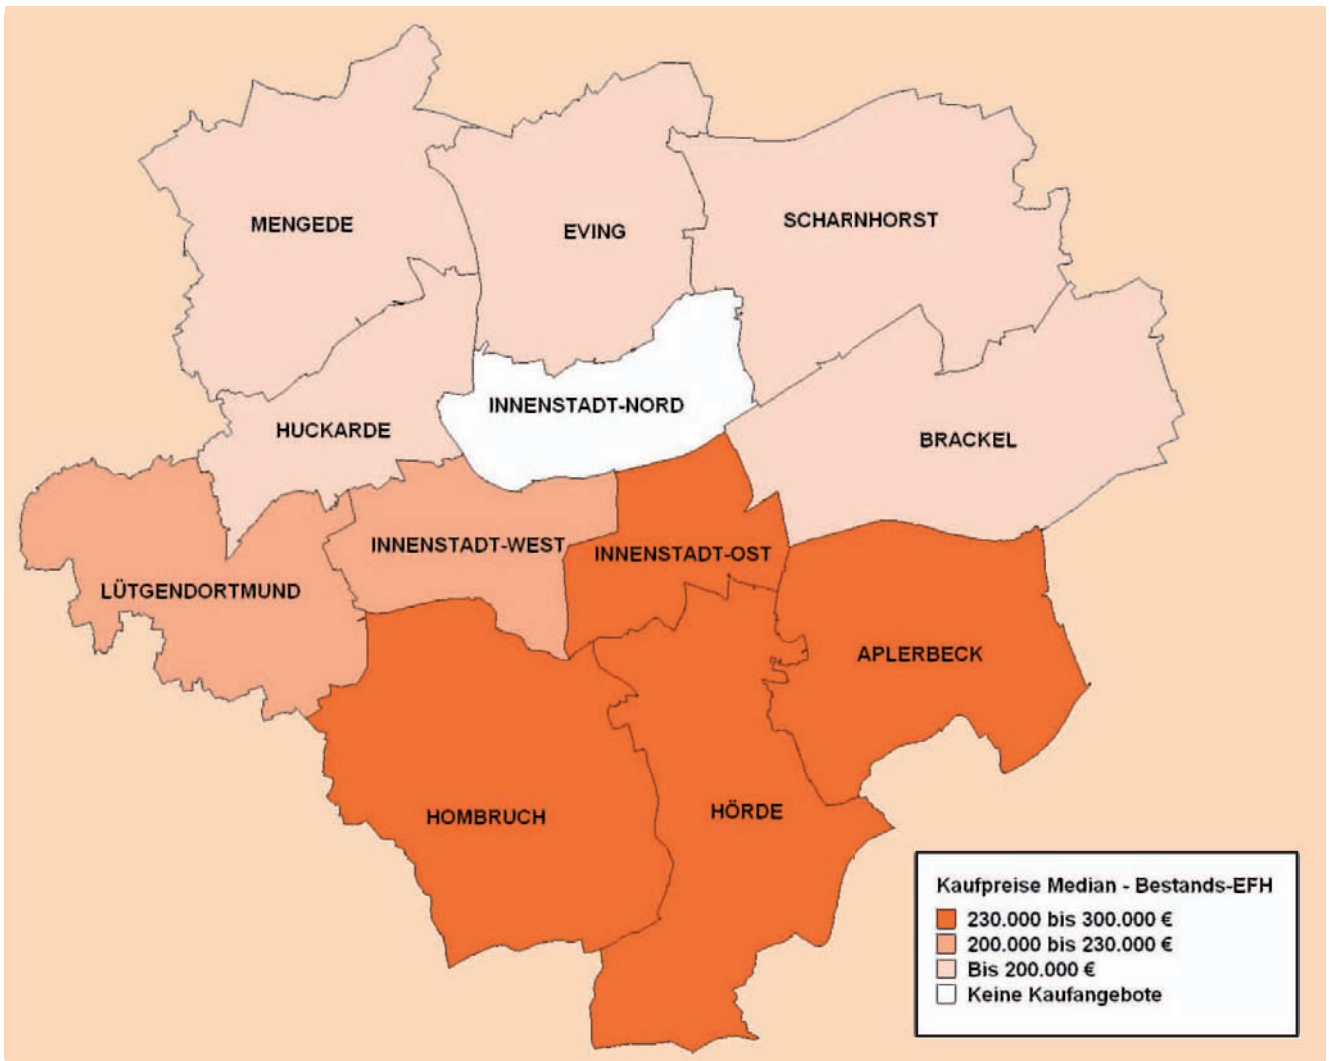 SCHARNHORST
MENGEDE
EVING
INNENSTADT-NORD
HUCKARDE
BRACKEL
INNENSTADT-WEST
INNENSTADT-OST
LÜTGENDORTMUND
APLERBECK
HÖRDE
HOMBRUCH
Kaufpreise Median - Bestands-EFH
230.000 bis 300.000 €
200.000 bis 230.000 €
Bis 200.000 €
Keine Kaufangebote